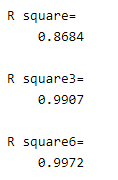 R square=
0.8684
R square3=
0.9907
R square6=
0.9972